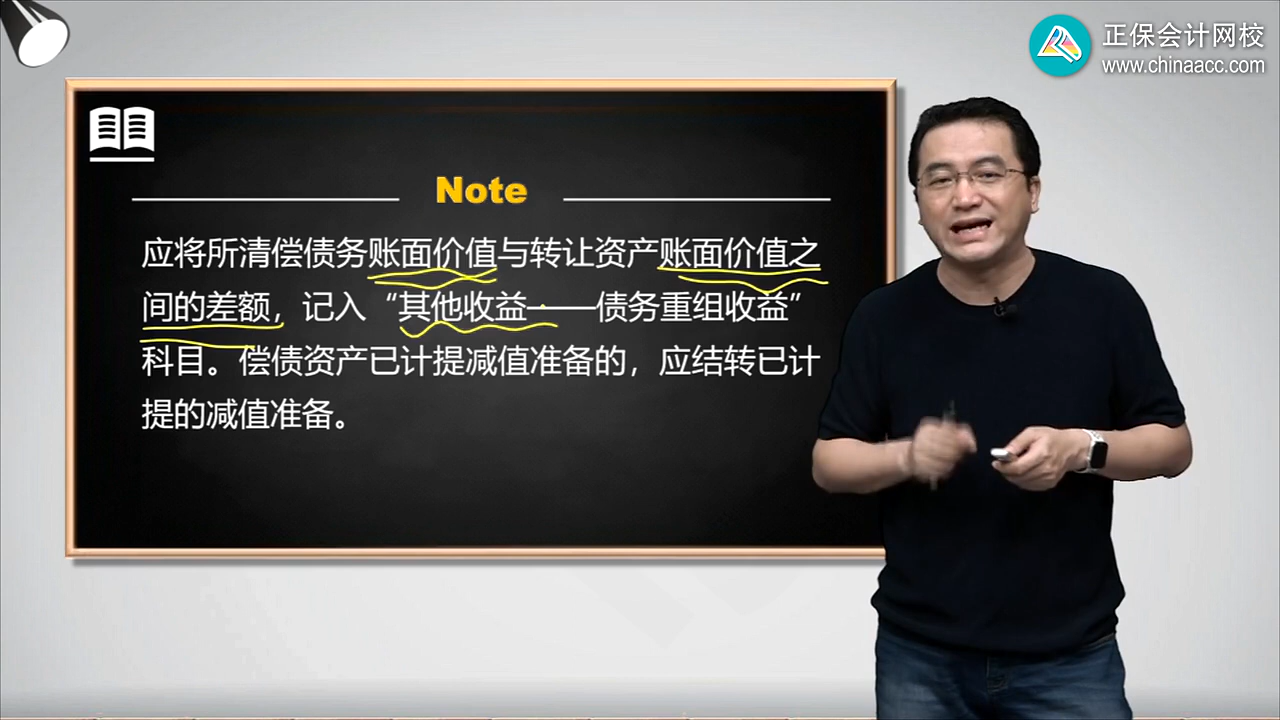 正保会计网校
www.chinaacc.com
Note
应将所清偿债务账面价值与转让资产账面价值之
间的差额，记入“其他收益——债务重组收益”
科目。偿债资产已计提减值准备的，应结转已计
提的减值准备。